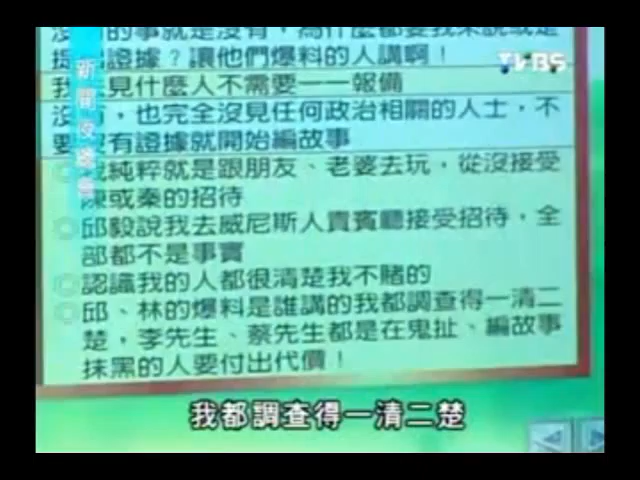 沒有的事就是沒有，為什麼都要我來說或是
提出證據？讓他們爆料的人講啊！
TVBS
新聞夜總會
我去見什麼人不需要一一報備
沒有，也完全沒見任何政治相關的人士，不
要沒有證據就開始編故事
◎我純粹就是跟朋友、老婆去玩，從沒接受
陳或秦的招待
◎邱毅說我去威尼斯人貴賓廳接受招待，全
部都不是事實
◎認識我的人都很清楚我不賭的
◎邱、林的爆料是誰講的我都調查得一清二
楚，李先生、蔡先生都是在鬼扯、編故事
抹黑的人要付出代價！
我都調查得一清二楚